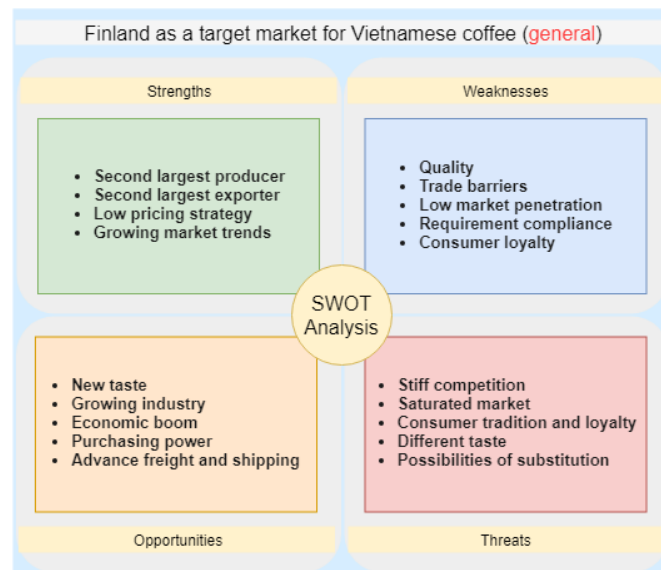 Finland as a target market for Vietnamese coffee (general)
Strengths
Weaknesses
• Second largest producer
• Second largest exporter
• Low pricing strategy
• Growing market trends
• Quality
• Trade barriers
• Low market penetration
• Requirement compliance
• Consumer loyalty
SWOT
Analysis
• New taste
• Growing industry
• Economic boom
• Purchasing power
• Advance freight and shipping
• Stiff competition
• Saturated market
• Consumer tradition and loyalty
• Different taste
• Possibilities of substitution
Opportunities
Threats